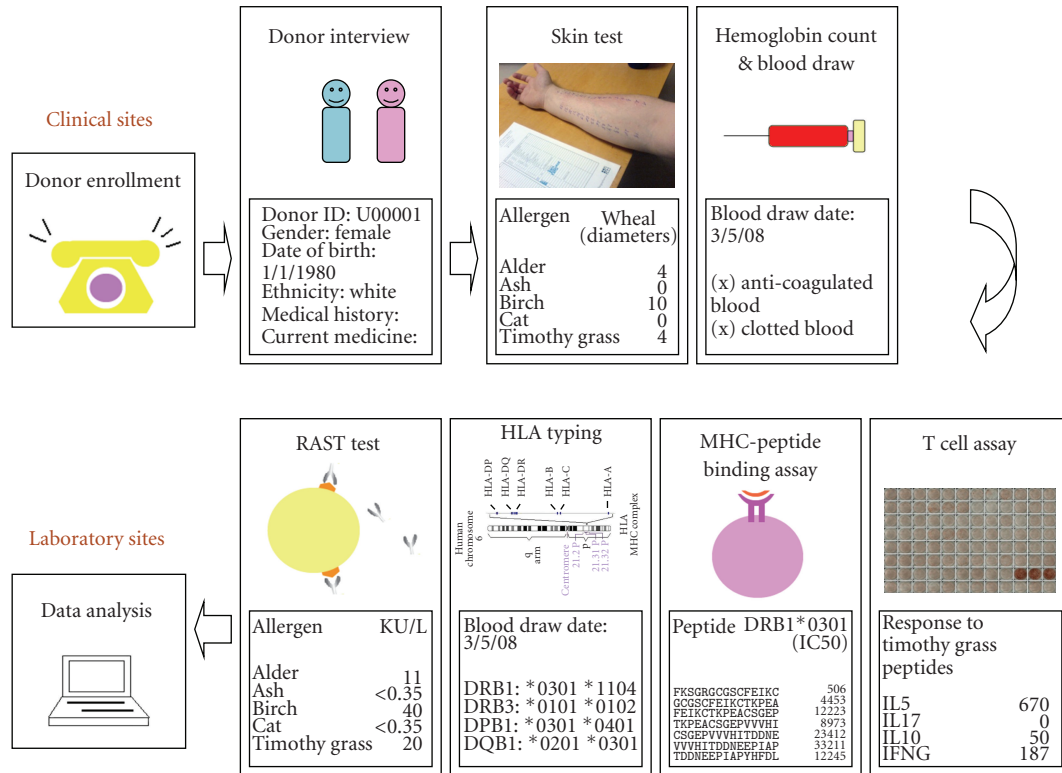 Clinical sites
Donor enrollment
Donor interview
Donor ID: U00001
Gender: female
Date of birth:
1/1/1980
Ethnicity: white
Medical history:
Current medicine:
Skin test
Allergen Wheal
(diameters)
Alder 4
Ash 0
Birch 10
Cat 0
Timothy grass 4
Hemoglobin count
& blood draw
Blood draw date:
3/5/08
(x) anti-coagulated
blood
(x) clotted blood
Laboratory sites
Data analysis
RAST test
Allergen KU/L
Alder 11
Ash <0.35
Birch 40
Cat <0.35
Timothy grass 20
HLA typing
HLA-DP
HLA-DQ
HLA-DR
HLA-B
HLA-C
HLA-A
Human
chromosome
6
q
arm
Centromere
21.2 P
P
21.31 P
21.32 P
HLA
MHC complex
Blood draw date:
3/5/08
DRB1: *0301 *1104
DRB3: *0101 *0102
DPB1: *0301 *0401
DQB1: *0201 *0301
MHC-peptide
binding assay
Peptide DRB1*0301
(IC50)
FKSGRGCGSCFEIKC 506
GCGSCFEIKCTKPEA 4453
FEIKCTKPEACSGEP 12223
TKPEACSGEPVVVHI 8973
CSGEPVVVHITDDNE 23412
VVVHITDDNEEPIAP 33211
TDDNEEPIAPYHFDL 12245
T cell assay
Response to
timothy grass
peptides
IL5 670
IL17 0
IL10 50
IFNG 187